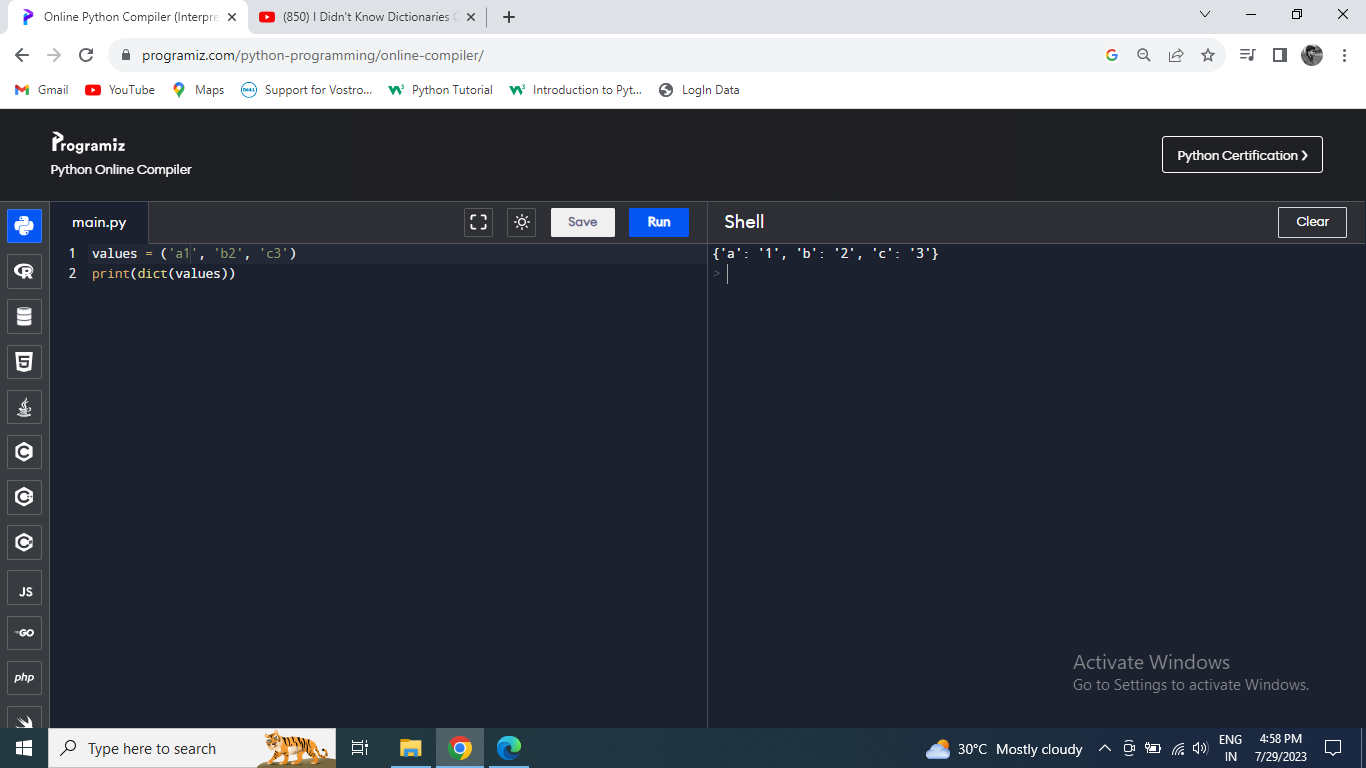 Online Python Compiler (Interpre
(850) I Didn't Know Dictionaries
programiz.com/python-programming/online-compiler/
Gmail YouTube Maps Support for Vostro... Python Tutorial Introduction to Pyt... LogIn Data
Programiz
Python Online Compiler
Python Certification ❯
main.py
Save
Run
Shell
Clear
1 values = ('a1', 'b2', 'c3')
2 print(dict(values))
{'a': '1', 'b': '2', 'c': '3'}
>
JS
GO
php
Activate Windows
Go to Settings to activate Windows.
Type here to search
30°C Mostly cloudy
ENG
IN
4:58 PM
7/29/2023